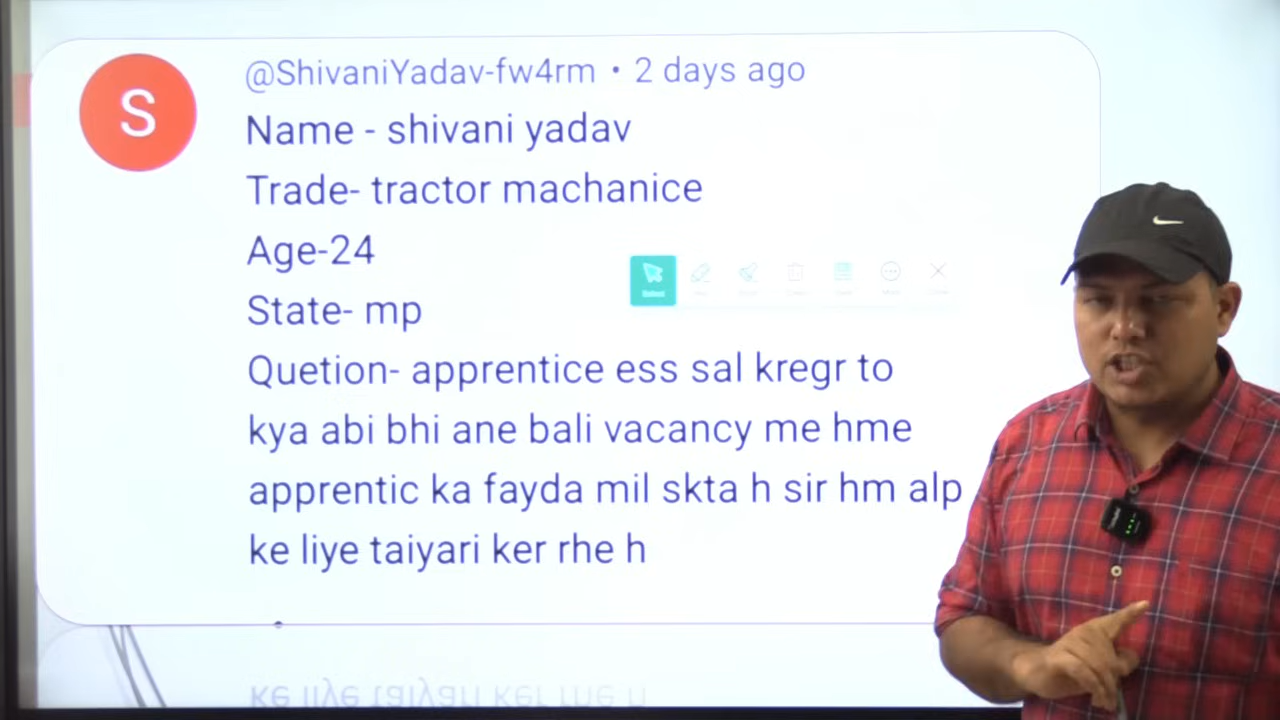 S
@ShivaniYadav-fw4rm • 2 days ago
Name - shivani yadav
Trade- tractor machanice
Age-24
State- mp
Quetion- apprentice ess sal kregr to
kya abi bhi ane bali vacancy me hme
apprentic ka fayda mil skta h sir hm alp
ke liye taiyari ker rhe h